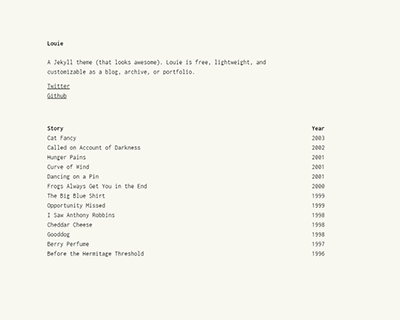 Louie
A Jekyll theme (that looks awesome). Louie is free, lightweight, and
customizable as a blog, archive, or portfolio.
Twitter
Github
Story Year
Cat Fancy 2003
Called on Account of Darkness 2002
Hunger Pains 2001
Curve of Wind 2001
Dancing on a Pin 2001
Frogs Always Get You in the End 2000
The Big Blue Shirt 1999
Opportunity Missed 1999
I Saw Anthony Robbins 1998
Cheddar Cheese 1998
Gooddog 1998
Berry Perfume 1997
Before the Hermitage Threshold 1996